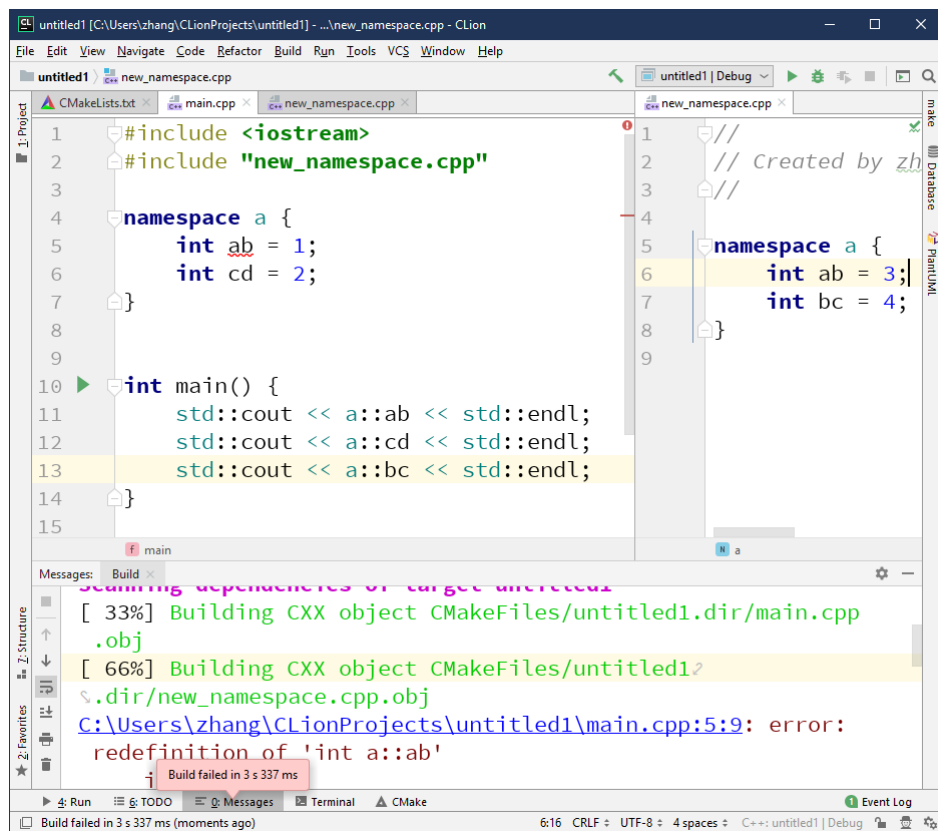 CL untitled1 [C:\Users\zhang\CLionProjects\untitled1] - ...\new_namespace.cpp - CLion
File Edit View Navigate Code Refactor Build Run Tools VCS Window Help
untitled1 new_namespace.cpp untitled1 | Debug
CMakeLists.txt main.cpp new_namespace.cpp
1 #include <iostream>
2 #include "new_namespace.cpp"
3
4 namespace a {
5 int ab = 1;
6 int cd = 2;
7 }
8
9
10 int main() {
11 std::cout << a::ab << std::endl;
12 std::cout << a::cd << std::endl;
13 std::cout << a::bc << std::endl;
14 }
15
f main
new_namespace.cpp
1 //
2 // Created by zh
3 //
4
5 namespace a {
6 int ab = 3;
7 int bc = 4;
8 }
9
N a
1: Project
7: Structure
2: Favorites
make
Database
PlantUML
Messages: Build
Scanning dependencies of target untitled1
[ 33%] Building CXX object CMakeFiles/untitled1.dir/main.cpp
.obj
[ 66%] Building CXX object CMakeFiles/untitled1
.dir/new_namespace.cpp.obj
C:\Users\zhang\CLionProjects\untitled1\main.cpp:5:9: error:
redefinition of 'int a::ab'
Build failed in 3 s 337 ms
4: Run 6: TODO 0: Messages Terminal CMake 1 Event Log
Build failed in 3 s 337 ms (moments ago) 6:16 CRLF UTF-8 4 spaces C++: untitled1 | Debug